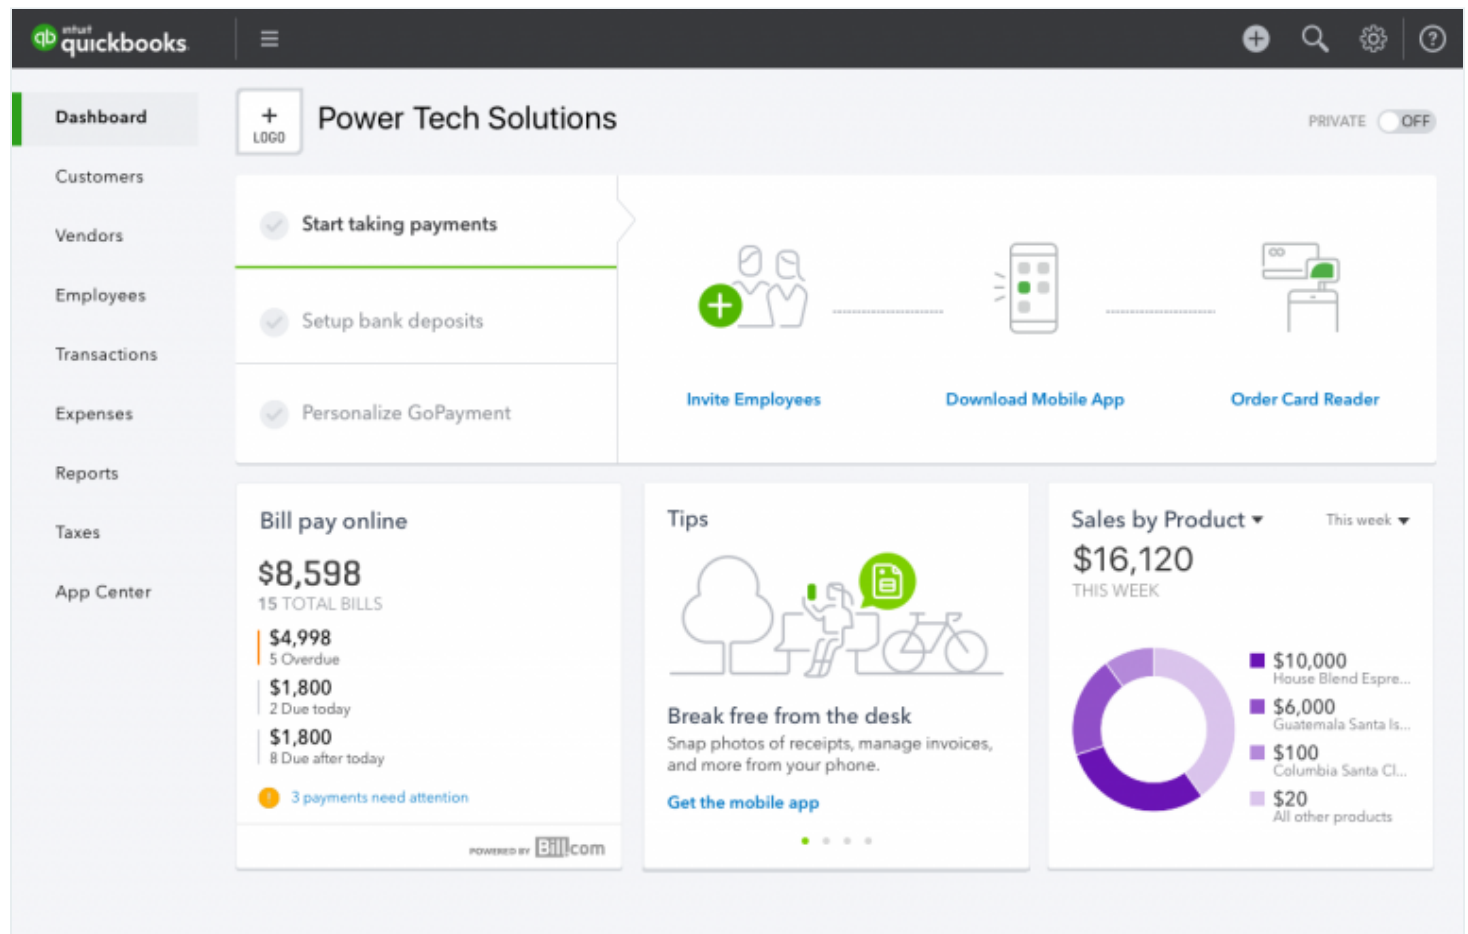 intuit
quickbooks
Dashboard
Customers
Vendors
Employees
Transactions
Expenses
Reports
Taxes
App Center
+
LOGO
Power Tech Solutions
PRIVATE OFF
Start taking payments
Setup bank deposits
Personalize GoPayment
Invite Employees
Download Mobile App
Order Card Reader
Bill pay online
$8,598
15 TOTAL BILLS
$4,998
5 Overdue
$1,800
2 Due today
$1,800
8 Due after today
3 payments need attention
POWERED BY Bill.com
Tips
Break free from the desk
Snap photos of receipts, manage invoices,
and more from your phone.
Get the mobile app
Sales by Product
This week
$16,120
THIS WEEK
$10,000
House Blend Espre...
$6,000
Guatemala Santa Is...
$100
Columbia Santa Cl...
$20
All other products